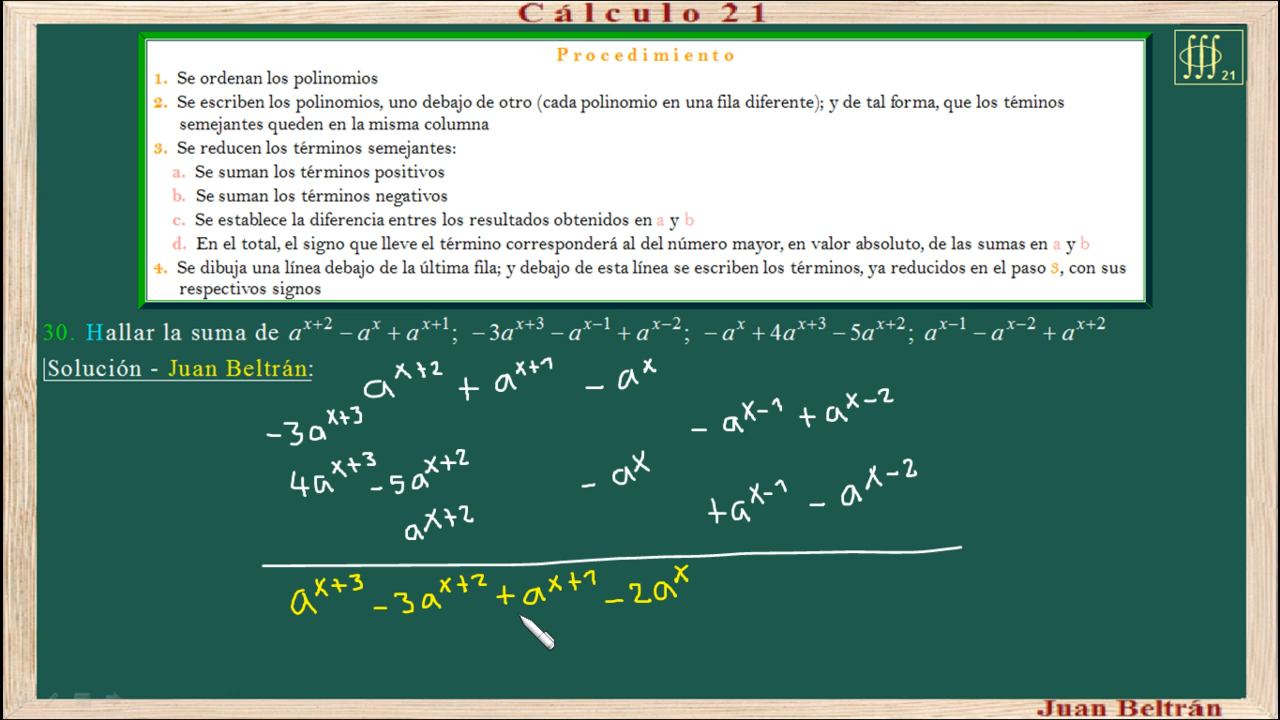 Cálculo 21
Procedimiento
1. Se ordenan los polinomios
2. Se escriben los polinomios, uno debajo de otro (cada polinomio en una fila diferente); y de tal forma, que los téminos
semejantes queden en la misma columna
3. Se reducen los términos semejantes:
a. Se suman los términos positivos
b. Se suman los términos negativos
c. Se establece la diferencia entres los resultados obtenidos en a y b
d. En el total, el signo que lleve el término corresponderá al del número mayor, en valor absoluto, de las sumas en a y b
4. Se dibuja una línea debajo de la última fila; y debajo de esta línea se escriben los términos, ya reducidos en el paso 3, con sus
respectivos signos
∫∫∫ 21
30. Hallar la suma de a^{x+2} − a^{x} + a^{x+1}; −3a^{x+3} − a^{x−1} + a^{x−2}; −a^{x} + 4a^{x+3} − 5a^{x+2}; a^{x−1} − a^{x−2} + a^{x+2}
Solución - Juan Beltrán:
a^{x+2} + a^{x+1} − a^{x}
−3a^{x+3} − a^{x−1} + a^{x−2}
4a^{x+3} − 5a^{x+2} − a^{x}
a^{x+2} + a^{x−1} − a^{x−2}
a^{x+3} − 3a^{x+2} + a^{x+1} − 2a^{x}
Juan Beltrán